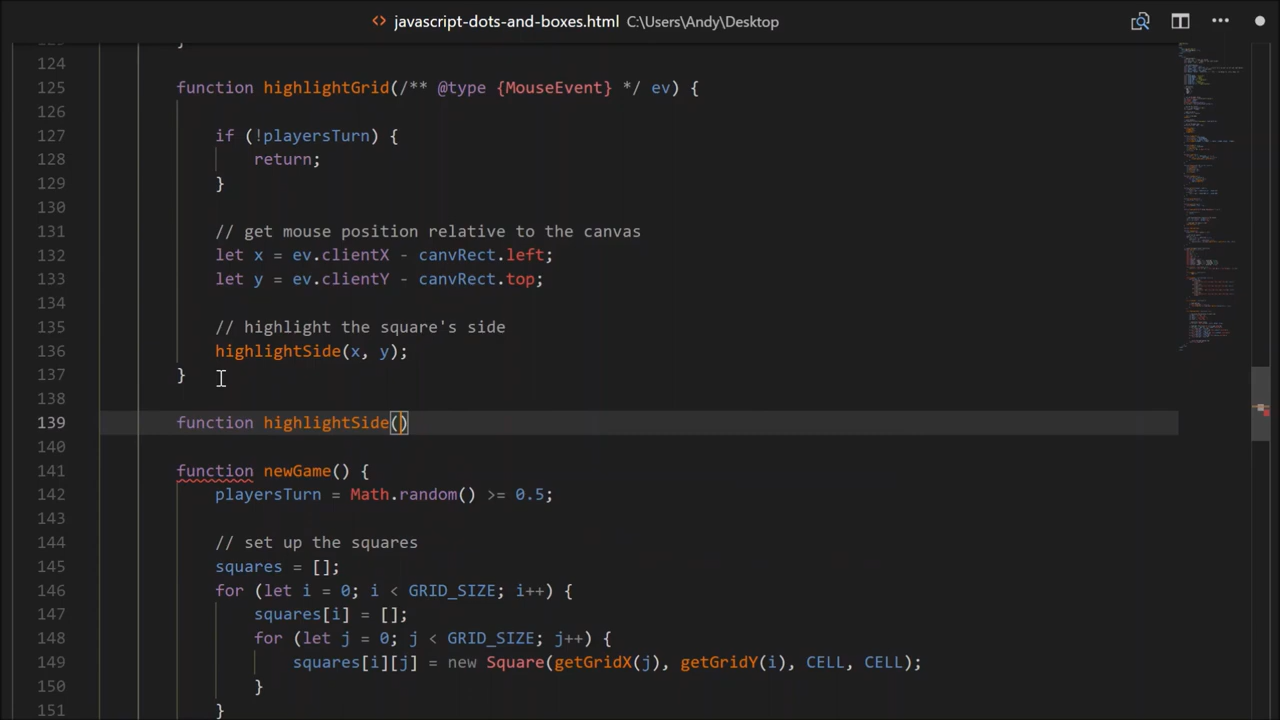 javascript-dots-and-boxes.html C:\Users\Andy\Desktop
}
124
125 function highlightGrid(/** @type {MouseEvent} */ ev) {
126
127 if (!playersTurn) {
128 return;
129 }
130
131 // get mouse position relative to the canvas
132 let x = ev.clientX - canvRect.left;
133 let y = ev.clientY - canvRect.top;
134
135 // highlight the square's side
136 highlightSide(x, y);
137 }
138
139 function highlightSide()
140
141 function newGame() {
142 playersTurn = Math.random() >= 0.5;
143
144 // set up the squares
145 squares = [];
146 for (let i = 0; i < GRID_SIZE; i++) {
147 squares[i] = [];
148 for (let j = 0; j < GRID_SIZE; j++) {
149 squares[i][j] = new Square(getGridX(j), getGridY(i), CELL, CELL);
150 }
151 }